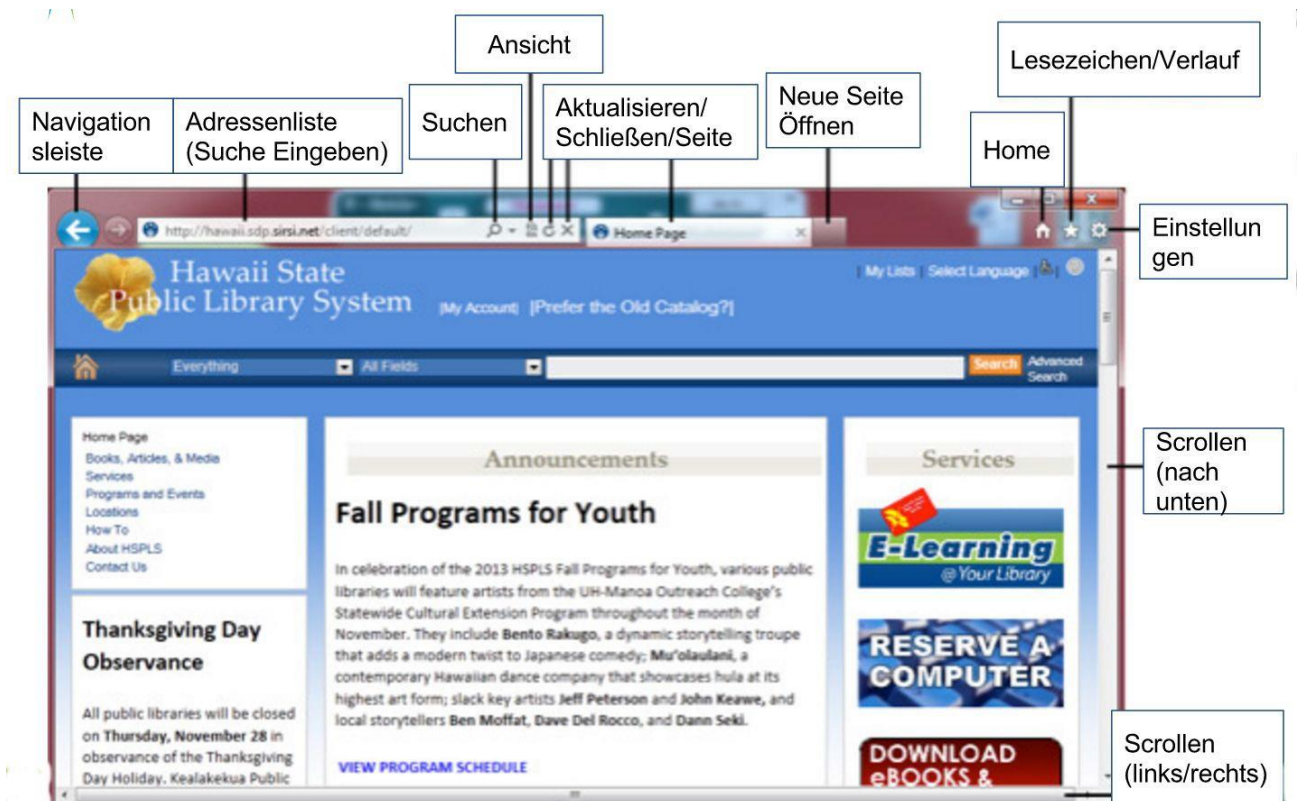 Ansicht
Lesezeichen/Verlauf
Navigation
sleiste
Adressenliste
(Suche Eingeben)
Suchen
Aktualisieren/
Schließen/Seite
Neue Seite
Öffnen
Home
Einstellun
gen
http://hawaii.sdp.sirsi.net/client/default/
Home Page
Hawaii State
Public Library System
|My Account| |Prefer the Old Catalog?|
| My Lists | Select Language |
Everything
All Fields
Search
Advanced
Search
Home Page
Books, Articles, & Media
Services
Programs and Events
Locations
How To
About HSPLS
Contact Us
Thanksgiving Day
Observance
All public libraries will be closed
on Thursday, November 28 in
observance of the Thanksgiving
Day Holiday. Kealakekua Public
Announcements
Fall Programs for Youth
In celebration of the 2013 HSPLS Fall Programs for Youth, various public
libraries will feature artists from the UH-Manoa Outreach College's
Statewide Cultural Extension Program throughout the month of
November. They include Bento Rakugo, a dynamic storytelling troupe
that adds a modern twist to Japanese comedy; Mu'olaulani, a
contemporary Hawaiian dance company that showcases hula at its
highest art form; slack key artists Jeff Peterson and John Keawe, and
local storytellers Ben Moffat, Dave Del Rocco, and Dann Seki.
VIEW PROGRAM SCHEDULE
Services
E-Learning
@ Your Library
RESERVE A
COMPUTER
DOWNLOAD
eBOOKS &
Scrollen
(nach
unten)
Scrollen
(links/rechts)